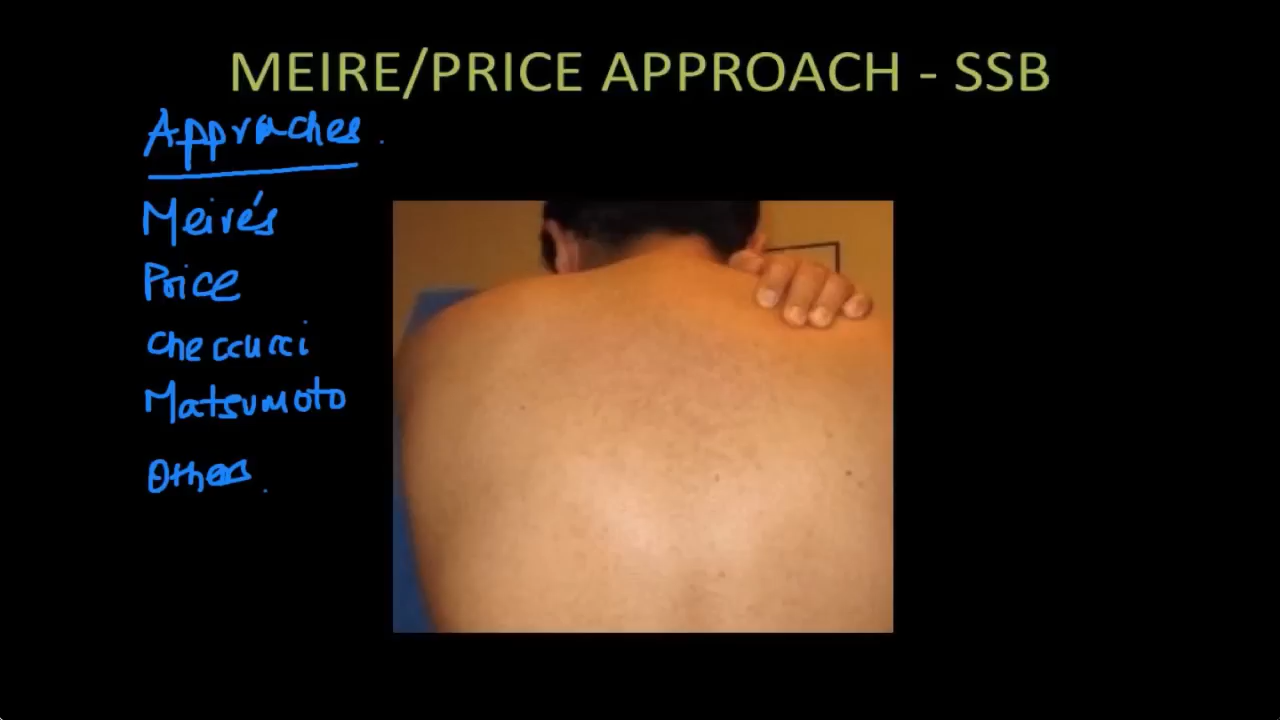 MEIRE/PRICE APPROACH - SSB
Approaches.
Meire's
Price
Checcucci
Matsumoto
Others.